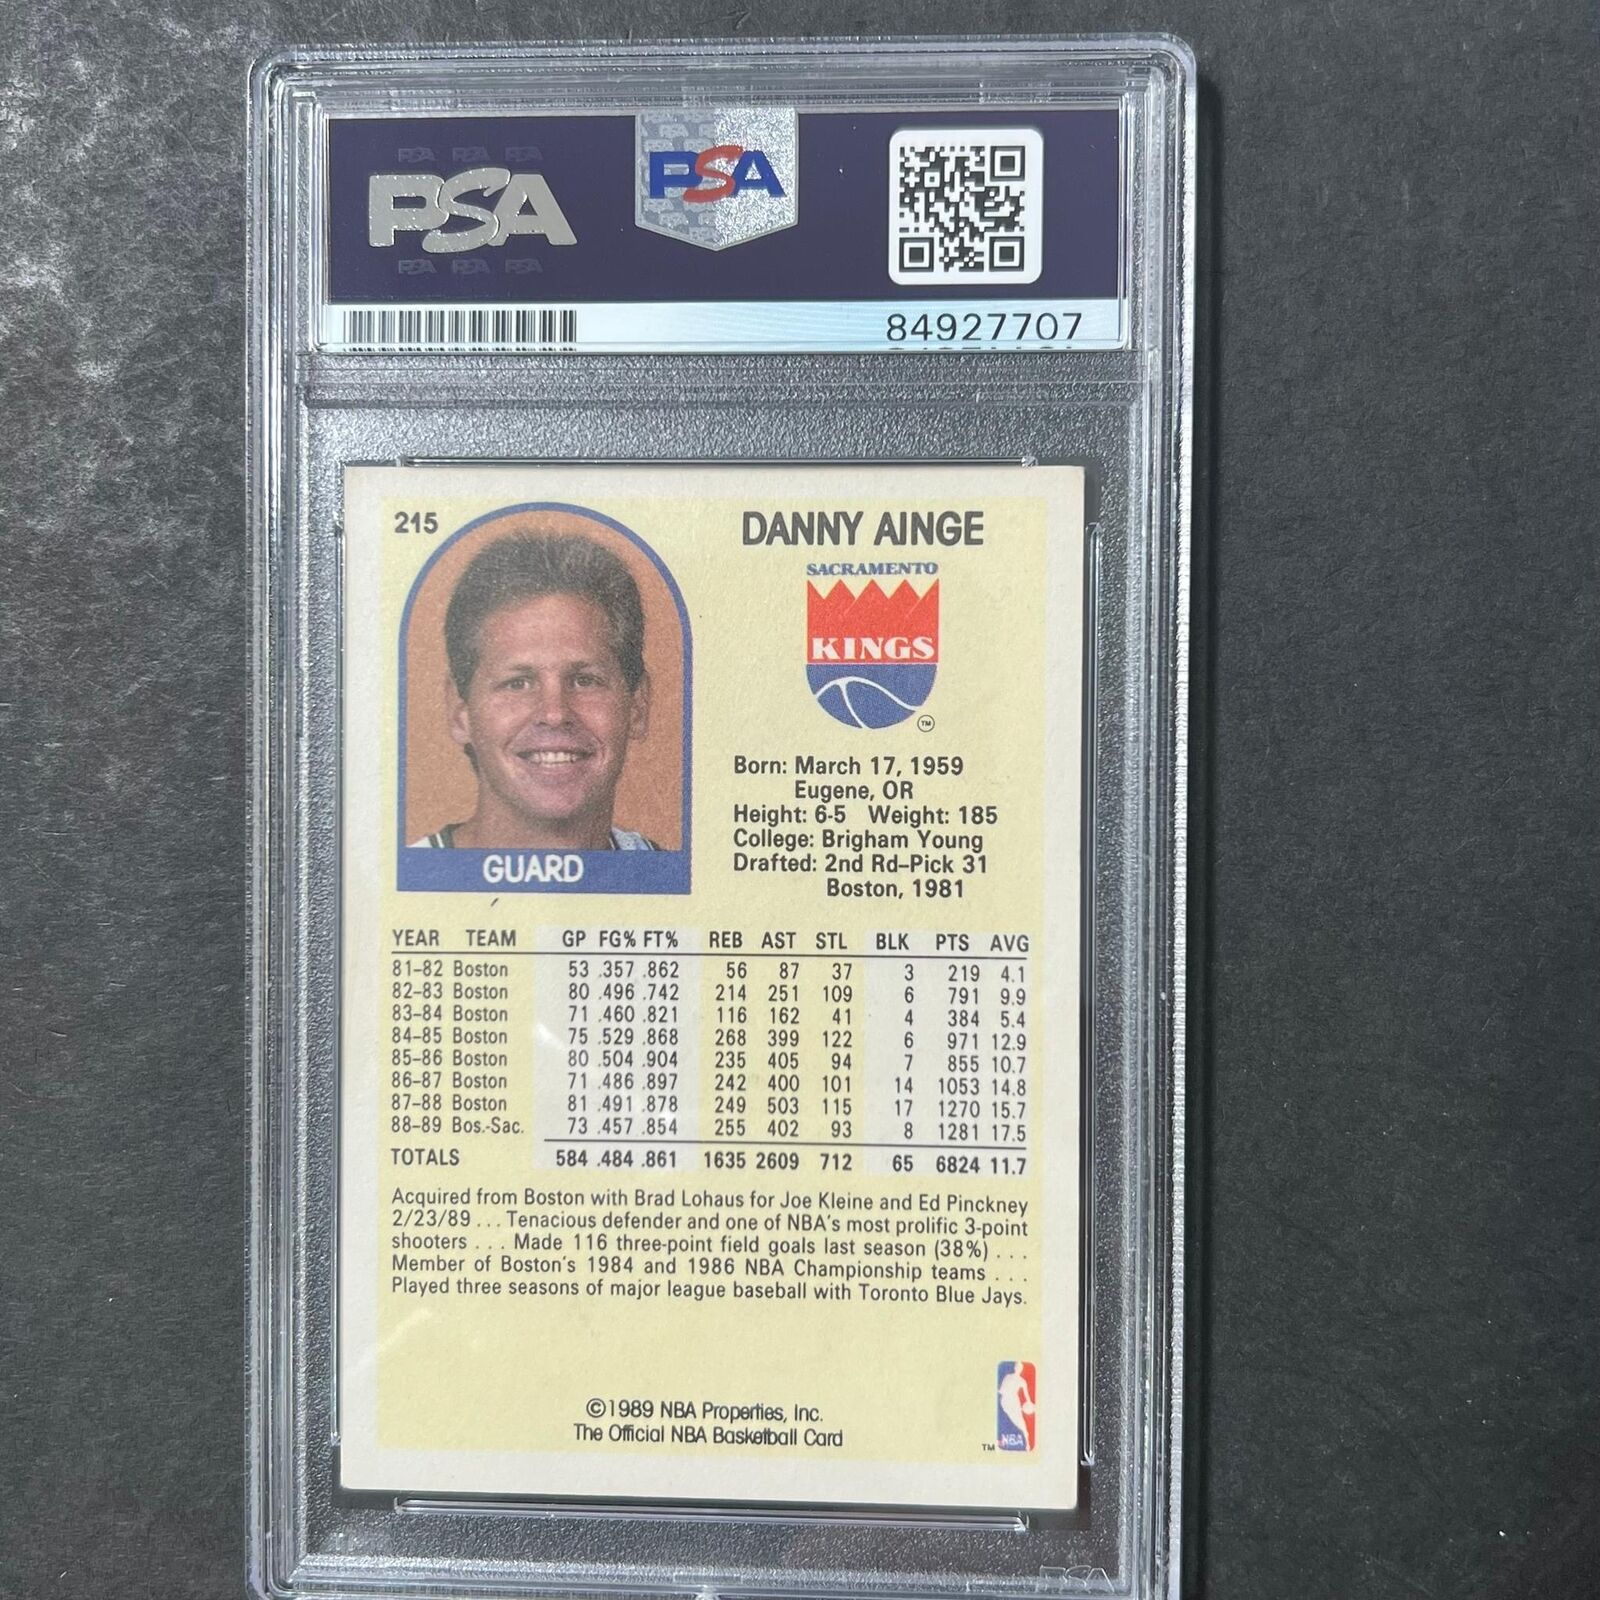 PSA PSA PSA
PSA
PSA PSA PSA
PSA
84927707
215
DANNY AINGE
SACRAMENTO
KINGS
TM
GUARD
Born: March 17, 1959
Eugene, OR
Height: 6-5 Weight: 185
College: Brigham Young
Drafted: 2nd Rd–Pick 31
Boston, 1981
YEAR TEAM GP FG% FT% REB AST STL BLK PTS AVG
81–82 Boston 53 .357 .862 56 87 37 3 219 4.1
82–83 Boston 80 .496 .742 214 251 109 6 791 9.9
83–84 Boston 71 .460 .821 116 162 41 4 384 5.4
84–85 Boston 75 .529 .868 268 399 122 6 971 12.9
85–86 Boston 80 .504 .904 235 405 94 7 855 10.7
86–87 Boston 71 .486 .897 242 400 101 14 1053 14.8
87–88 Boston 81 .491 .878 249 503 115 17 1270 15.7
88–89 Bos.-Sac. 73 .457 .854 255 402 93 8 1281 17.5
TOTALS 584 .484 .861 1635 2609 712 65 6824 11.7
Acquired from Boston with Brad Lohaus for Joe Kleine and Ed Pinckney
2/23/89 . . . Tenacious defender and one of NBA's most prolific 3-point
shooters . . . Made 116 three-point field goals last season (38%) . . .
Member of Boston's 1984 and 1986 NBA Championship teams . . .
Played three seasons of major league baseball with Toronto Blue Jays.
©1989 NBA Properties, Inc.
The Official NBA Basketball Card
TM NBA
PSA